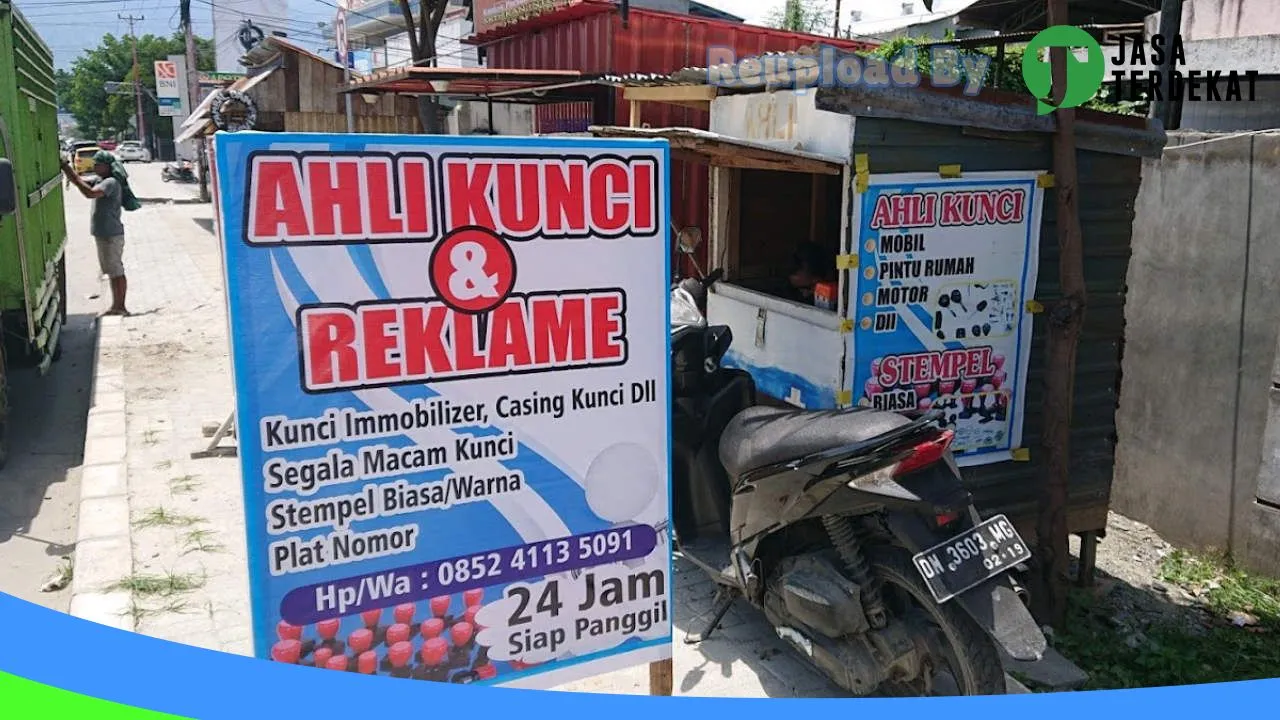 Reupload By
JASA
TERDEKAT
BNI
AHLI KUNCI
&
REKLAME
Kunci Immobilizer, Casing Kunci Dll
Segala Macam Kunci
Stempel Biasa/Warna
Plat Nomor
Hp/Wa : 0852 4113 5091
24 Jam
Siap Panggil
AHLI KUNCI
MOBIL
PINTU RUMAH
MOTOR
Dll
STEMPEL
BIASA
DN 3603 MG
02·19